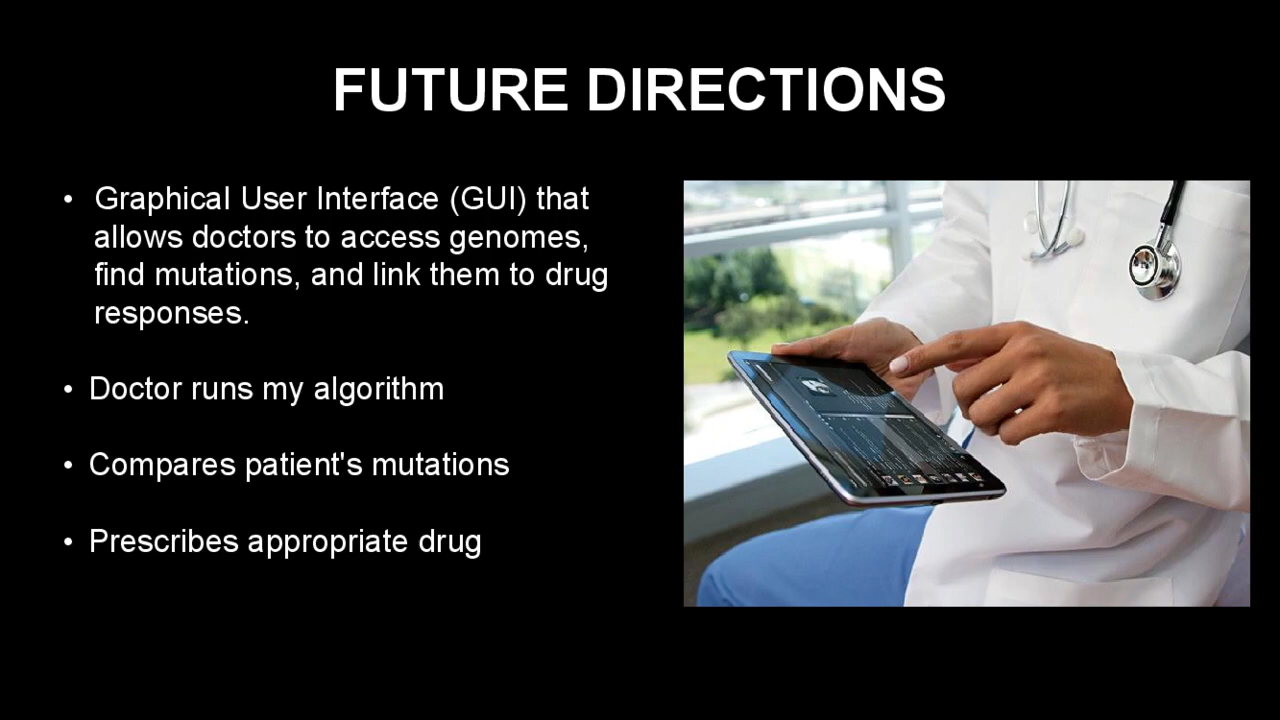 FUTURE DIRECTIONS
• Graphical User Interface (GUI) that
allows doctors to access genomes,
find mutations, and link them to drug
responses.
• Doctor runs my algorithm
• Compares patient's mutations
• Prescribes appropriate drug